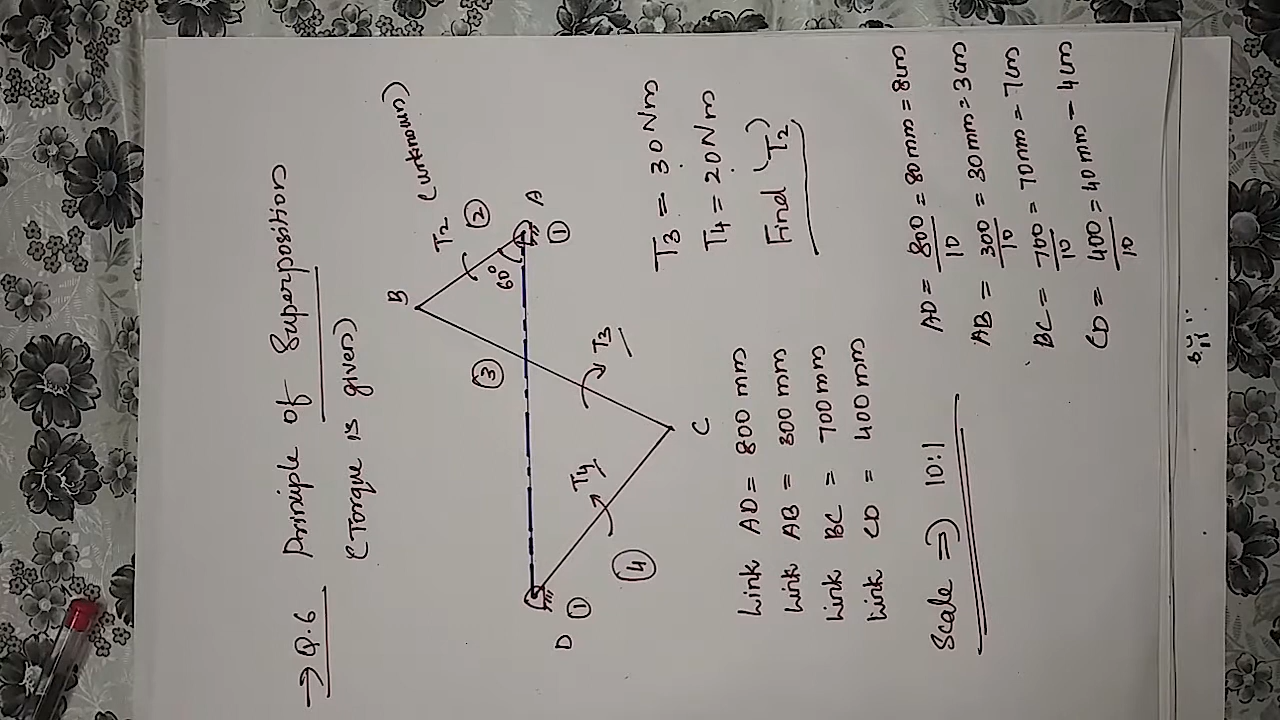 → Q.6 Principle of Superposition
(Torque is given)
B
T2 (unknown)
②
60°
A
①
③
T3
T4
④
D
①
C
T3 = 30 Nm
T4 = 20 Nm
Find (T2)
Link AD = 800 mm
Link AB = 300 mm
Link BC = 700 mm
Link CD = 400 mm
Scale ⇒ 10:1
AD = 800/10 = 80 mm = 8 cm
AB = 300/10 = 30 mm = 3 cm
BC = 700/10 = 70 mm = 7 cm
CD = 400/10 = 40 mm - 4 cm